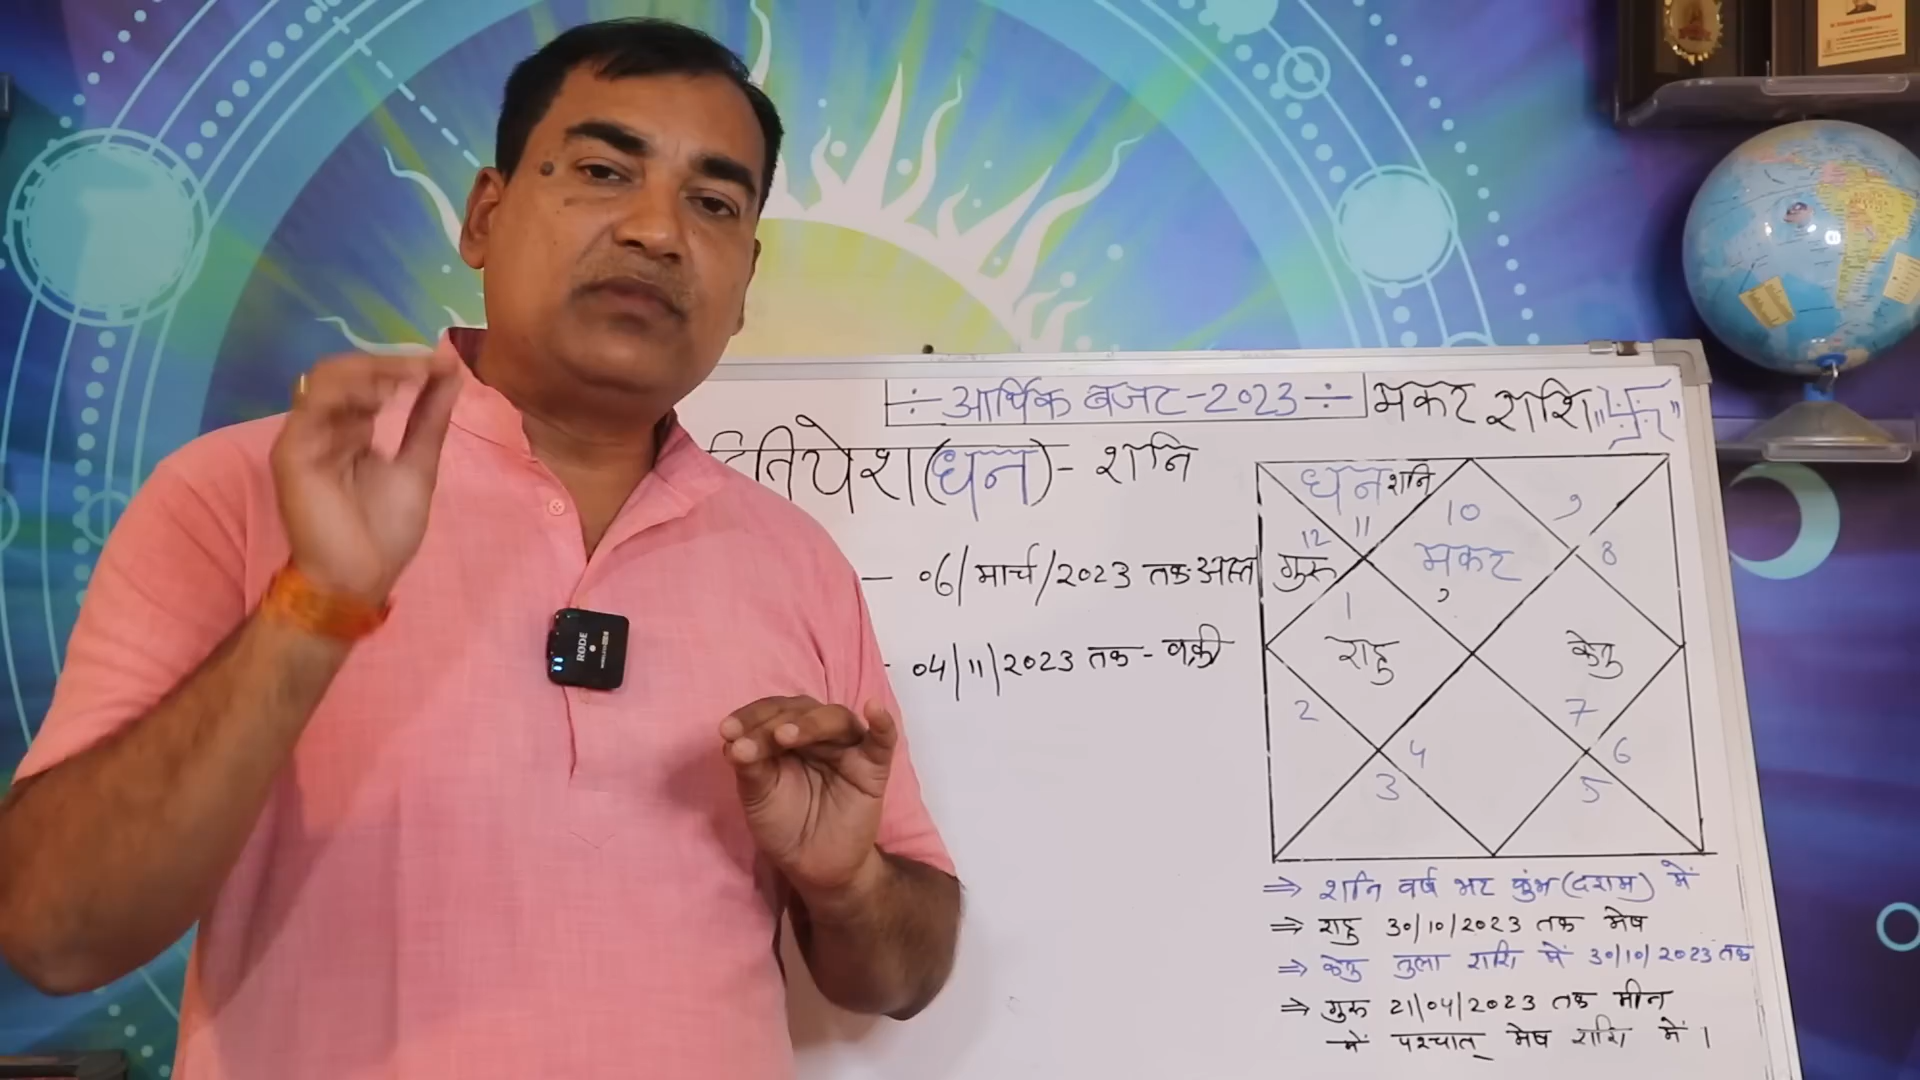 ÷ आर्थिक बजट-2023 ÷ मकर राशि "卐"
द्वितियेश (धन) - शनि
— 06/मार्च/2023 तक अस्त
- 04/11/2023 तक - वक्री
धन शनि
11
10
मकर
9
8
12
गुरु
1
राहु
केतु
7
2
4
3
6
5
⇒ शनि वर्ष भर कुंभ (दशम) में
⇒ राहु 30/10/2023 तक मेष
⇒ केतु तुला राशि में 30/10/2023 तक
⇒ गुरु 21/04/2023 तक मीन
में पश्चात् मेष राशि में।
RODE